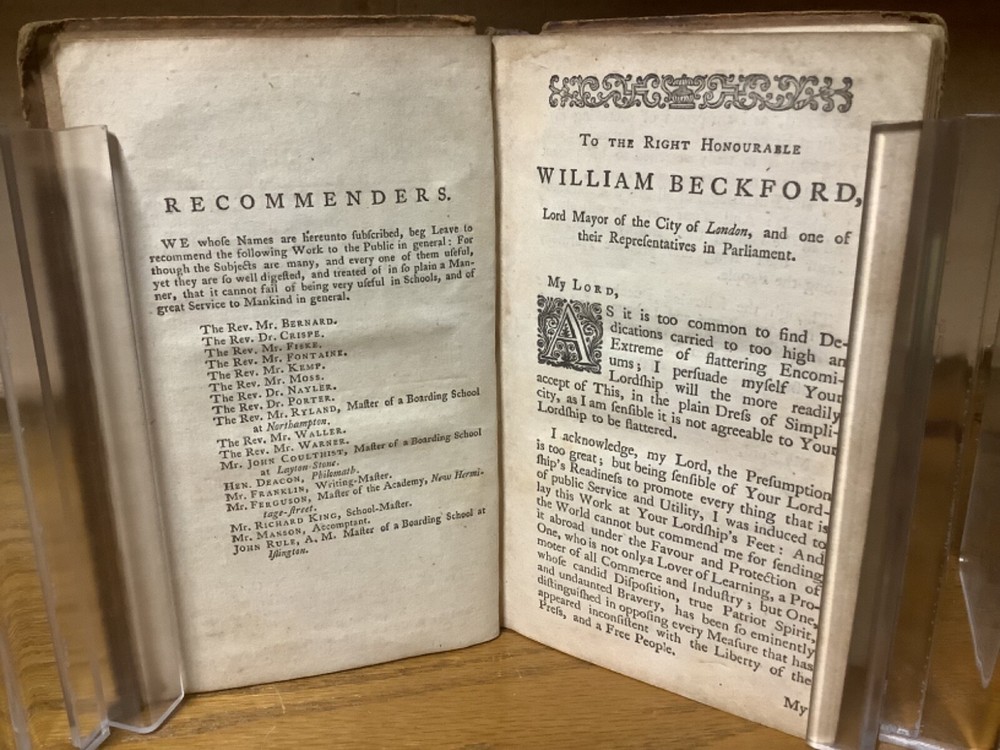 RECOMMENDERS.
WE whoſe Names are hereunto ſubſcribed, beg Leave to
recommend the following Work to the Public in general: For
though the Subjects are many, and every one of them uſeful,
yet they are ſo well digeſted, and treated of in ſo plain a Man-
ner, that it cannot fail of being very uſeful in Schools, and of
great Service to Mankind in general.
The Rev. Mr. BERNARD.
The Rev. Dr. CRISPE.
The Rev. Mr. FISKE.
The Rev. Mr. FONTAINE.
The Rev. Mr. KEMP.
The Rev. Mr. MOSS.
The Rev. Dr. NAYLER.
The Rev. Dr. PORTER.
The Rev. Mr. RYLAND, Maſter of a Boarding School
at Northampton.
The Rev. Mr. WALLER.
The Rev. Mr. WARNER.
Mr. JOHN COULTHIST, Maſter of a Boarding School
at Layton-Stone.
HEN. DEACON, Philomath.
Mr. FRANKLIN, Writing-Maſter.
Mr. FERGUSON, Maſter of the Academy, New Hermi-
tage-ſtreet.
Mr. RICHARD KING, School-Maſter.
Mr. MANSON, Accomptant.
JOHN RULE, A. M. Maſter of a Boarding School at
Iſlington.
TO THE RIGHT HONOURABLE
WILLIAM BECKFORD,
Lord Mayor of the City of London, and one of
their Repreſentatives in Parliament.
My LORD,
AS it is too common to find De-
dications carried to too high an
Extreme of flattering Encomi-
ums; I perſuade myſelf Your
Lordſhip will the more readily
accept of This, in the plain Dreſs of Simpli-
city, as I am ſenſible it is not agreeable to Your
Lordſhip to be flattered.
I acknowledge, my Lord, the Preſumption
is too great; but being ſenſible of Your Lord-
ſhip's Readineſs to promote every thing that is
of public Service and Utility, I was induced to
lay this Work at Your Lordſhip's Feet: And
the World cannot but commend me for ſending
it abroad under the Favour and Protection of
One, who is not only a Lover of Learning, a Pro-
moter of all Commerce and Induſtry; but One,
whoſe candid Diſpoſition, true Patriot Spirit,
and undaunted Bravery, has been ſo eminently
diſtinguiſhed in oppoſing every Meaſure that has
appeared inconſiſtent with the Liberty of the
Preſs, and a Free People.
My